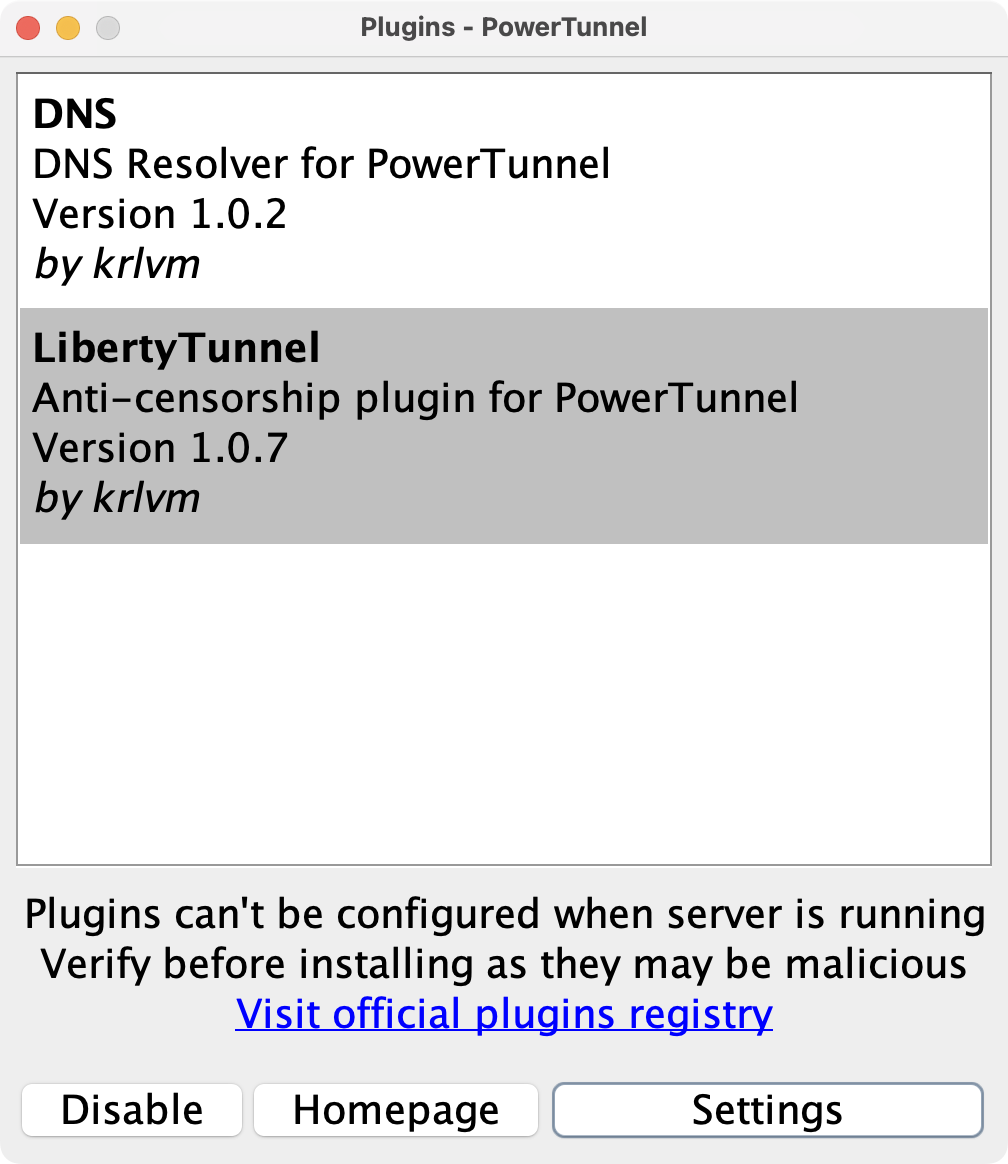 Plugins - PowerTunnel
DNS
DNS Resolver for PowerTunnel
Version 1.0.2
by krlvm
LibertyTunnel
Anti-censorship plugin for PowerTunnel
Version 1.0.7
by krlvm
Plugins can't be configured when server is running
Verify before installing as they may be malicious
Visit official plugins registry
Disable
Homepage
Settings